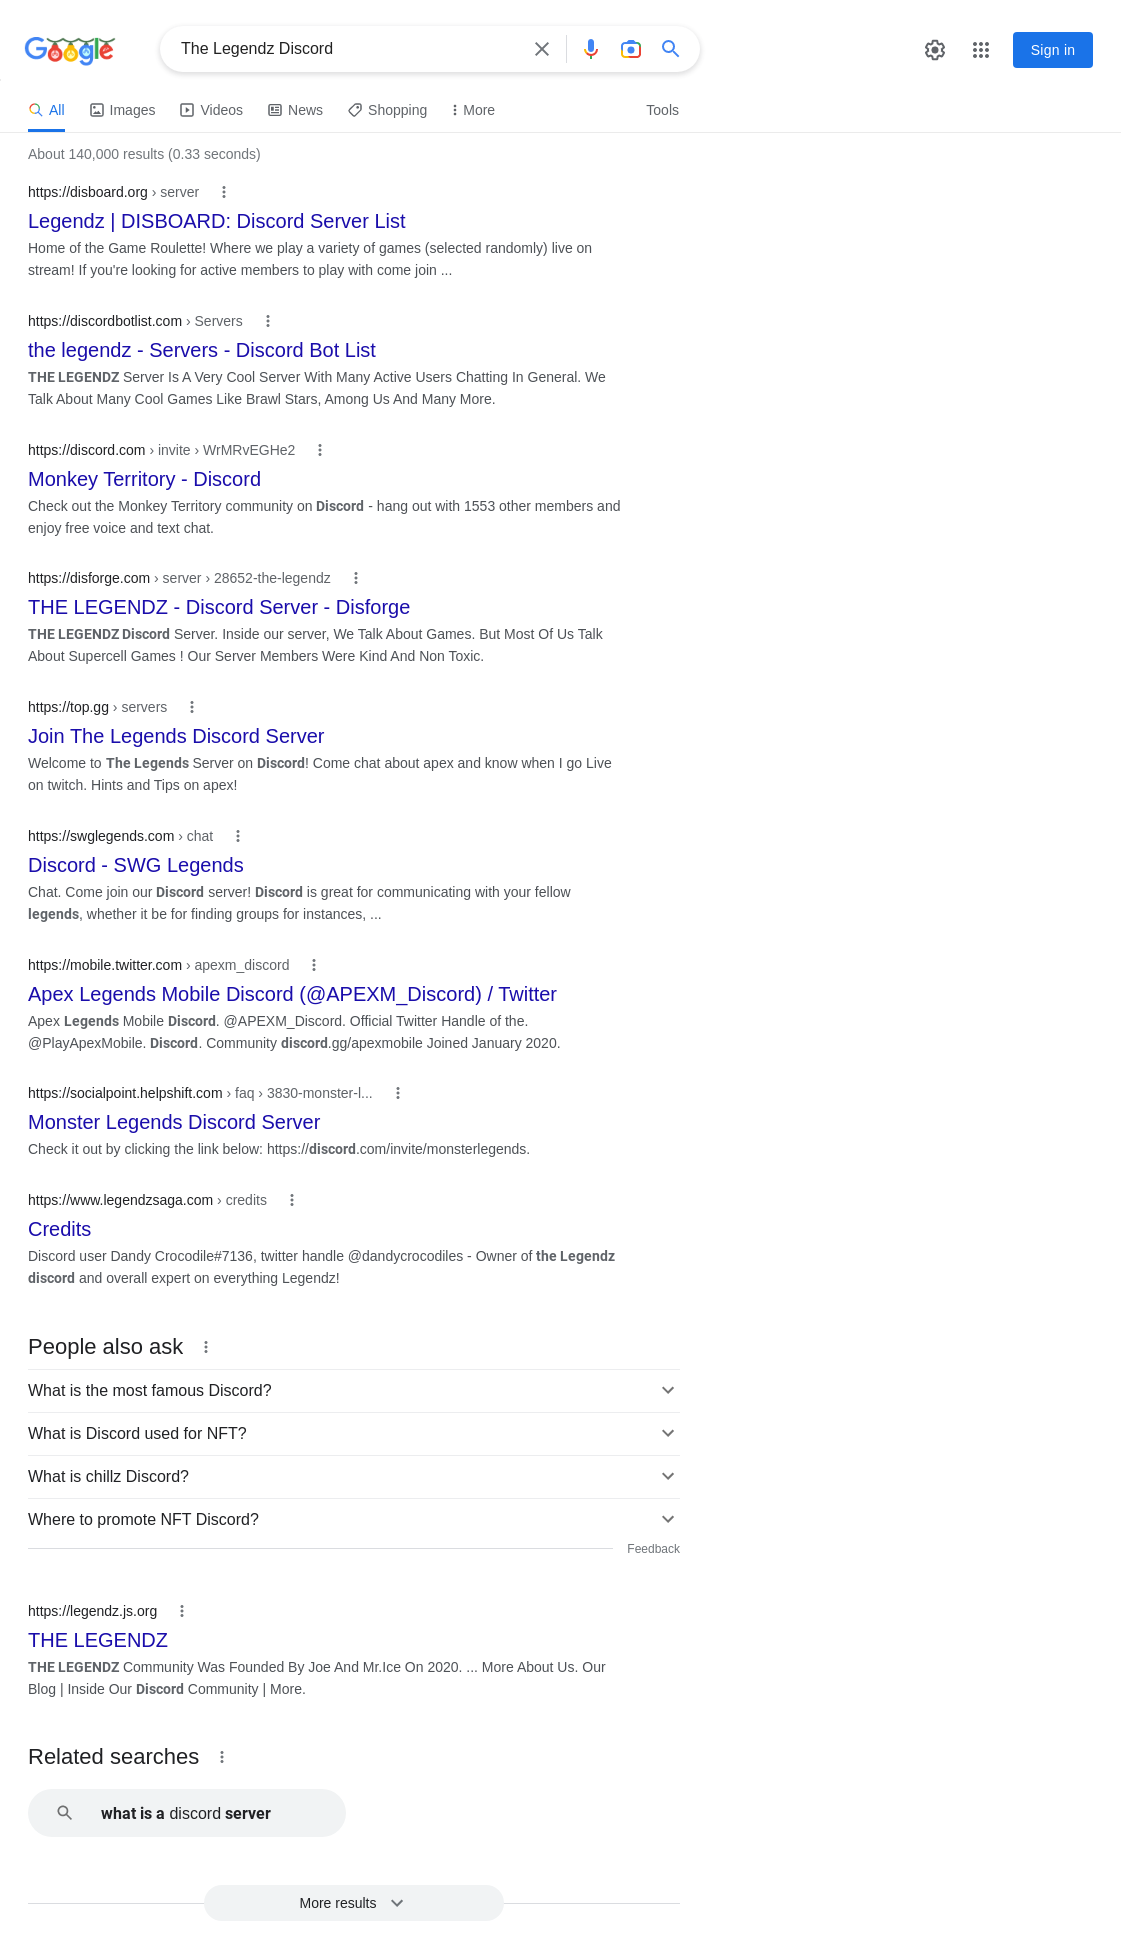 Google
The Legendz Discord
Sign in
All
Images
Videos
News
Shopping
More
Tools
About 140,000 results (0.33 seconds)
https://disboard.org › server
Legendz | DISBOARD: Discord Server List
Home of the Game Roulette! Where we play a variety of games (selected randomly) live on
stream! If you're looking for active members to play with come join ...
https://discordbotlist.com › Servers
the legendz - Servers - Discord Bot List
THE LEGENDZ Server Is A Very Cool Server With Many Active Users Chatting In General. We
Talk About Many Cool Games Like Brawl Stars, Among Us And Many More.
https://discord.com › invite › WrMRvEGHe2
Monkey Territory - Discord
Check out the Monkey Territory community on Discord - hang out with 1553 other members and
enjoy free voice and text chat.
https://disforge.com › server › 28652-the-legendz
THE LEGENDZ - Discord Server - Disforge
THE LEGENDZ Discord Server. Inside our server, We Talk About Games. But Most Of Us Talk
About Supercell Games ! Our Server Members Were Kind And Non Toxic.
https://top.gg › servers
Join The Legends Discord Server
Welcome to The Legends Server on Discord! Come chat about apex and know when I go Live
on twitch. Hints and Tips on apex!
https://swglegends.com › chat
Discord - SWG Legends
Chat. Come join our Discord server! Discord is great for communicating with your fellow
legends, whether it be for finding groups for instances, ...
https://mobile.twitter.com › apexm_discord
Apex Legends Mobile Discord (@APEXM_Discord) / Twitter
Apex Legends Mobile Discord. @APEXM_Discord. Official Twitter Handle of the.
@PlayApexMobile. Discord. Community discord.gg/apexmobile Joined January 2020.
https://socialpoint.helpshift.com › faq › 3830-monster-l...
Monster Legends Discord Server
Check it out by clicking the link below: https://discord.com/invite/monsterlegends.
https://www.legendzsaga.com › credits
Credits
Discord user Dandy Crocodile#7136, twitter handle @dandycrocodiles - Owner of the Legendz
discord and overall expert on everything Legendz!
People also ask
What is the most famous Discord?
What is Discord used for NFT?
What is chillz Discord?
Where to promote NFT Discord?
Feedback
https://legendz.js.org
THE LEGENDZ
THE LEGENDZ Community Was Founded By Joe And Mr.Ice On 2020. ... More About Us. Our
Blog | Inside Our Discord Community | More.
Related searches
what is a discord server
More results